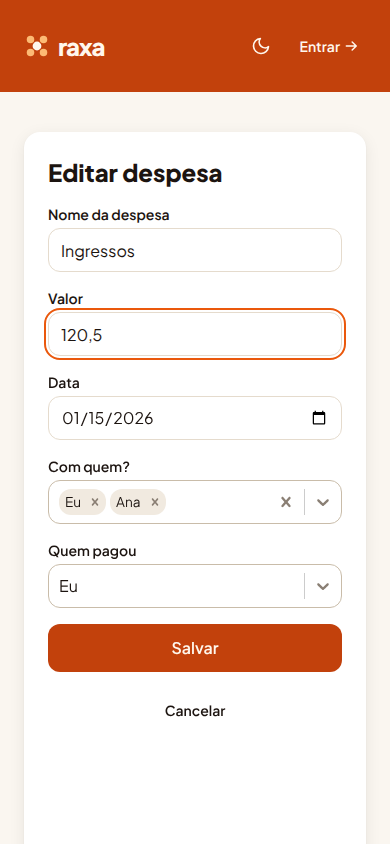 raxa
Entrar →
Editar despesa
Nome da despesa
Ingressos
Valor
120,5
Data
01/15/2026
Com quem?
Eu × Ana ×
Quem pagou
Eu
Salvar
Cancelar